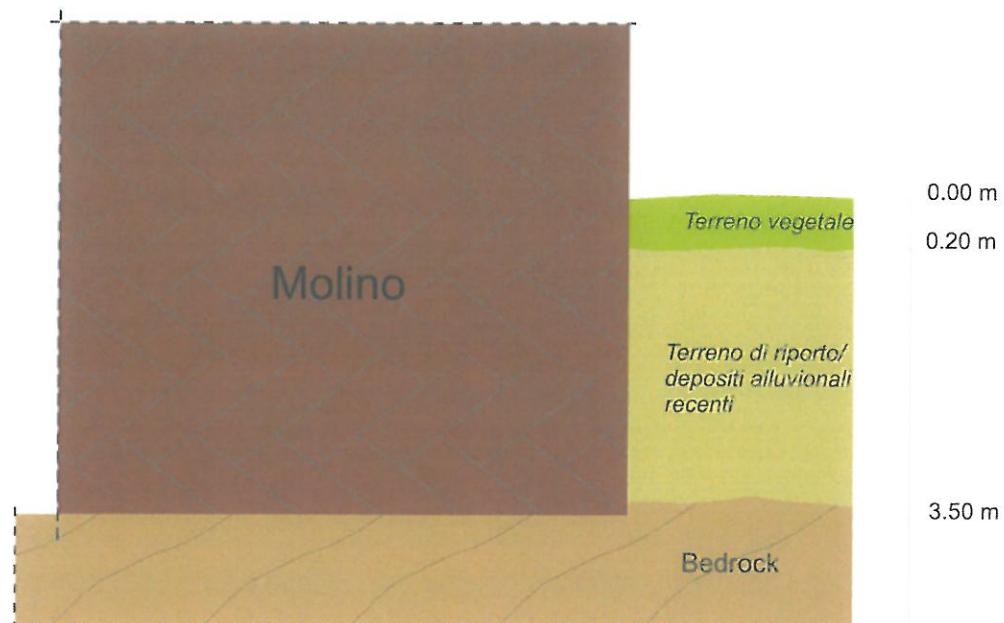 0.00 m
Terreno vegetale
0.20 m
Molino
Terreno di riporto/
depositi alluvionali
recenti
3.50 m
Bedrock